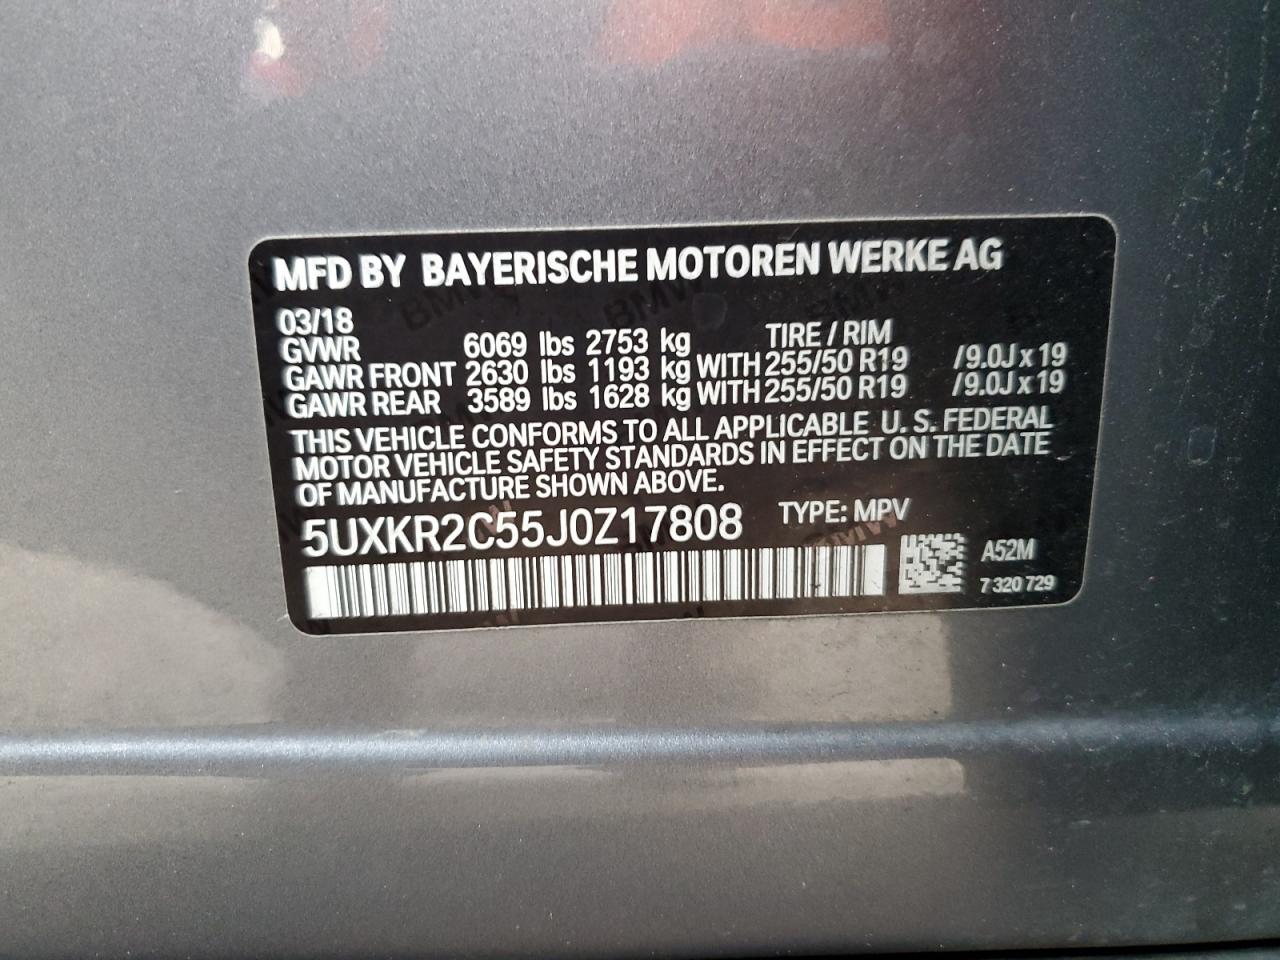 MFD BY BAYERISCHE MOTOREN WERKE AG
03/18
GVWR 6069 lbs 2753 kg TIRE / RIM
GAWR FRONT 2630 lbs 1193 kg WITH 255/50 R19 /9.0J x 19
GAWR REAR 3589 lbs 1628 kg WITH 255/50 R19 /9.0J x 19
THIS VEHICLE CONFORMS TO ALL APPLICABLE U. S. FEDERAL
MOTOR VEHICLE SAFETY STANDARDS IN EFFECT ON THE DATE
OF MANUFACTURE SHOWN ABOVE.
5UXKR2C55J0Z17808 TYPE: MPV
A52M
7 320 729